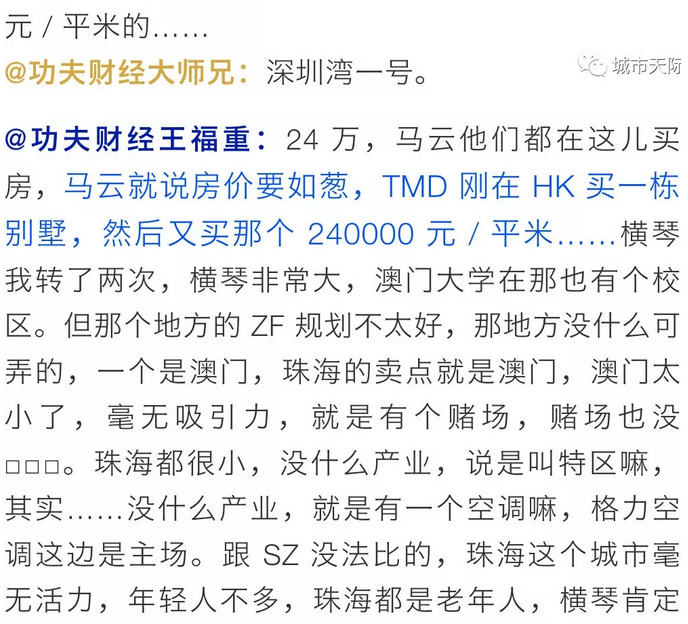 元 / 平米的……
@功夫财经大师兄：深圳湾一号。
城市天际
@功夫财经王福重：24 万，马云他们都在这儿买
房，马云就说房价要如葱，TMD 刚在 HK 买一栋
别墅，然后又买那个 240000 元 / 平米……横琴
我转了两次，横琴非常大，澳门大学在那也有个校
区。但那个地方的 ZF 规划不太好，那地方没什么可
弄的，一个是澳门，珠海的卖点就是澳门，澳门太
小了，毫无吸引力，就是有个赌场，赌场也没
□□□。珠海都很小，没什么产业，说是叫特区嘛，
其实……没什么产业，就是有一个空调嘛，格力空
调这边是主场。跟 SZ 没法比的，珠海这个城市毫
无活力，年轻人不多，珠海都是老年人，横琴肯定